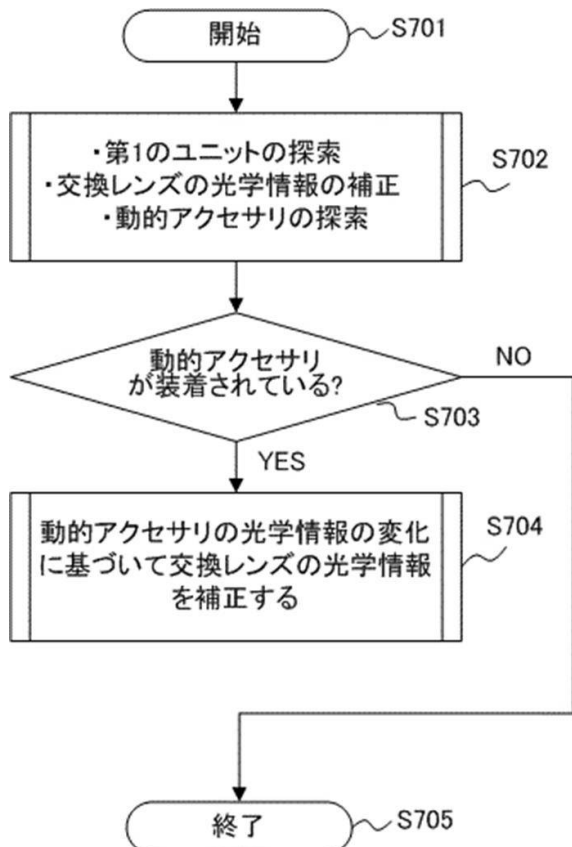 開始
S701
・第1のユニットの探索
・交換レンズの光学情報の補正
・動的アクセサリの探索
S702
動的アクセサリ
が装着されている?
NO
S703
YES
動的アクセサリの光学情報の変化
に基づいて交換レンズの光学情報
を補正する
S704
終了
S705